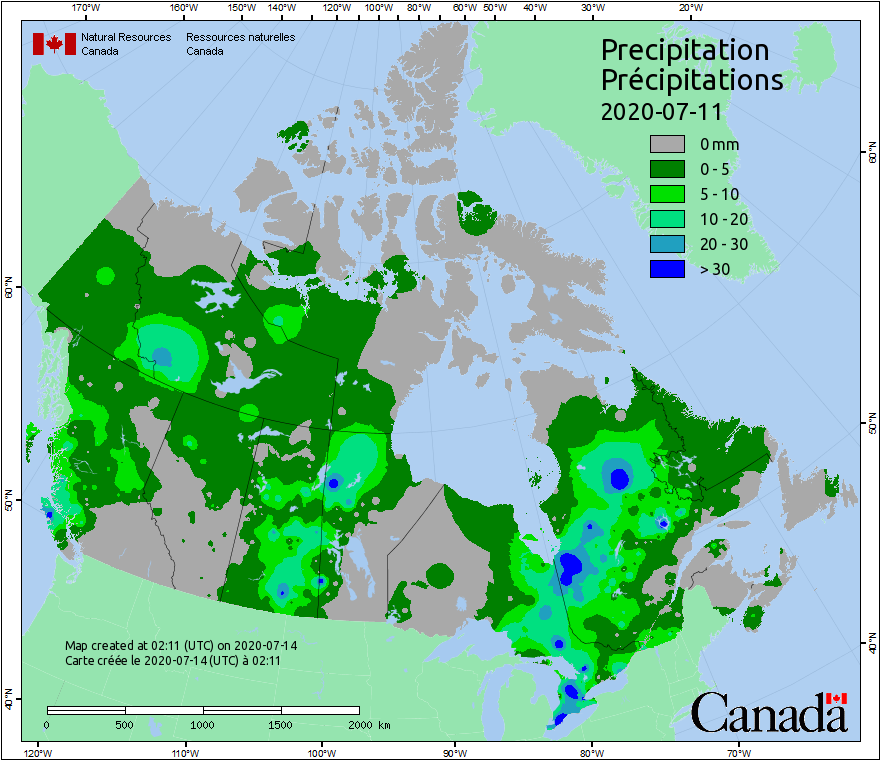 170°W 160°W 150°W 140°W 120°W 100°W 80°W 60°W 50°W 40°W 30°W 20°W
Natural Resources Ressources naturelles
Canada Canada
Precipitation
Précipitations
2020-07-11
0 mm
0 - 5
5 - 10
10 - 20
20 - 30
> 30
60°N
50°N
40°N
60°N
50°N
40°N
Map created at 02:11 (UTC) on 2020-07-14
Carte créée le 2020-07-14 (UTC) à 02:11
0 500 1000 1500 2000 km
Canada
120°W 110°W 100°W 90°W 80°W 70°W